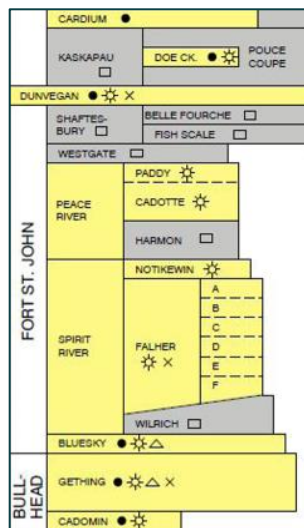 CARDIUM
KASKAPAU
DOE CK.
POUCE
COUPE
DUNVEGAN
SHAFTES-
BURY
BELLE FOURCHE
FISH SCALE
WESTGATE
FORT ST. JOHN
PEACE
RIVER
PADDY
CADOTTE
HARMON
SPIRIT
RIVER
NOTIKEWIN
FALHER
A
B
C
D
E
F
WILRICH
BLUESKY
BULL-
HEAD
GETHING
CADOMIN